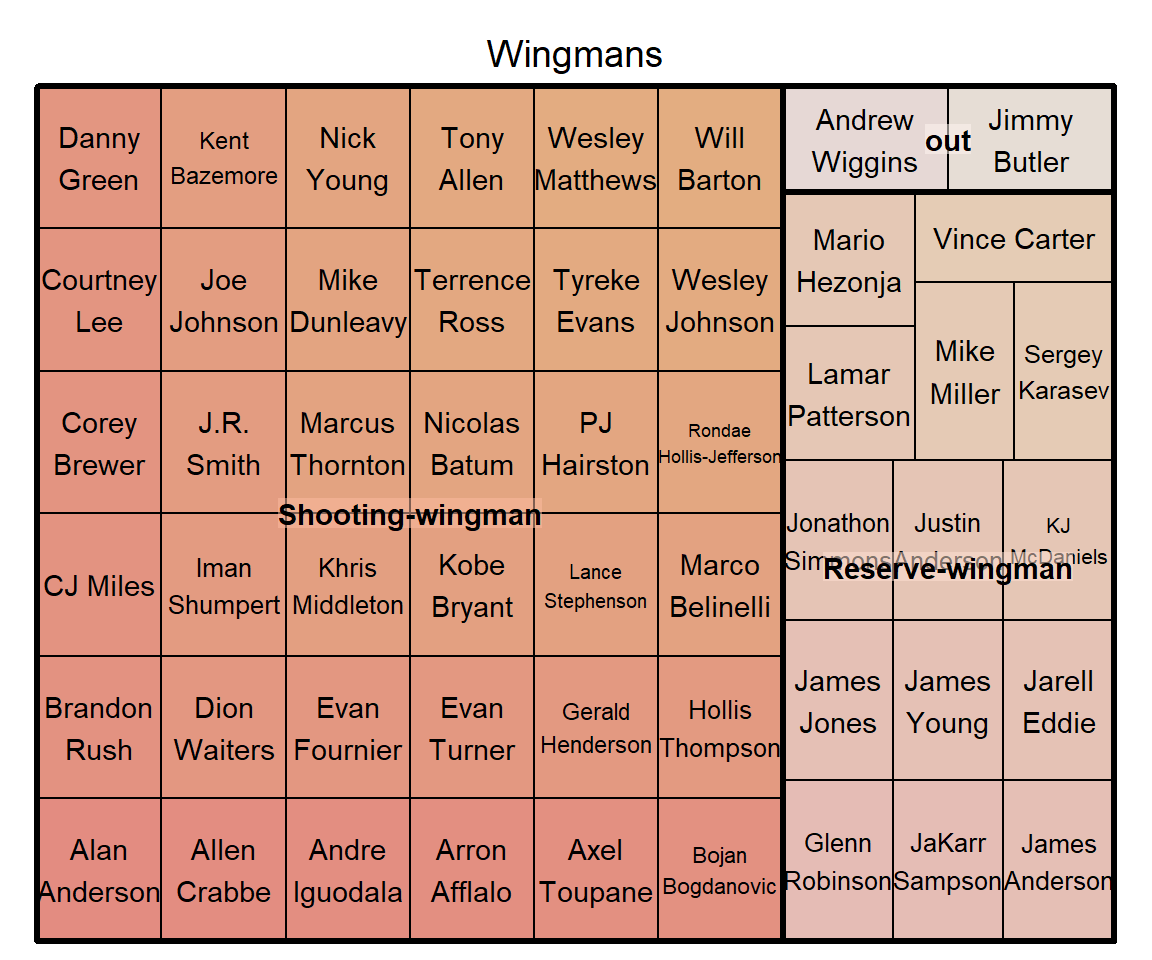 Wingmans
Danny
Green
Kent
Bazemore
Nick
Young
Tony
Allen
Wesley
Matthews
Will
Barton
Courtney
Lee
Joe
Johnson
Mike
Dunleavy
Terrence
Ross
Tyreke
Evans
Wesley
Johnson
Corey
Brewer
J.R.
Smith
Marcus
Thornton
Nicolas
Batum
PJ
Hairston
Rondae
Hollis-Jefferson
Shooting-wingman
CJ Miles
Iman
Shumpert
Khris
Middleton
Kobe
Bryant
Lance
Stephenson
Marco
Belinelli
Brandon
Rush
Dion
Waiters
Evan
Fournier
Evan
Turner
Gerald
Henderson
Hollis
Thompson
Alan
Anderson
Allen
Crabbe
Andre
Iguodala
Arron
Afflalo
Axel
Toupane
Bojan
Bogdanovic
Andrew
Wiggins
out
Jimmy
Butler
Mario
Hezonja
Vince Carter
Lamar
Patterson
Mike
Miller
Sergey
Karasev
Jonathon
Simmons
Justin
Anderson
KJ
McDaniels
Reserve-wingman
James
Jones
James
Young
Jarell
Eddie
Glenn
Robinson
JaKarr
Sampson
James
Anderson